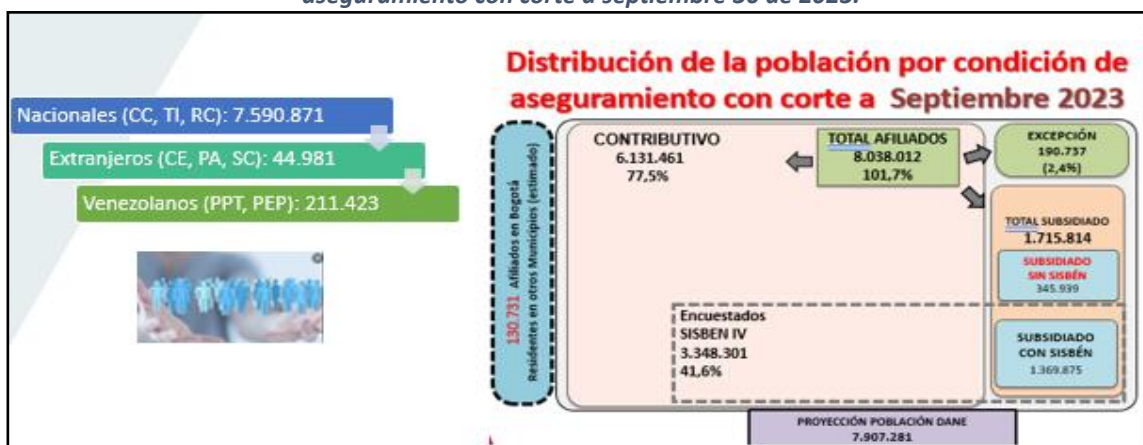 aseguramiento con corte a septiembre 30 de 2023.
Nacionales (CC, TI, RC): 7.590.871
Extranjeros (CE, PA, SC): 44.981
Venezolanos (PPT, PEP): 211.423
Distribución de la población por condición de
aseguramiento con corte a Septiembre 2023
130.731 Afiliados en Bogotá
Residentes en otros Municipios (estimado)
CONTRIBUTIVO
6.131.461
77,5%
TOTAL AFILIADOS
8.038.012
101,7%
EXCEPCIÓN
190.737
(2,4%)
TOTAL SUBSIDIADO
1.715.814
SUBSIDIADO
SIN SISBÉN
345.939
Encuestados
SISBEN IV
3.348.301
41,6%
SUBSIDIADO
CON SISBÉN
1.369.875
PROYECCIÓN POBLACIÓN DANE
7.907.281